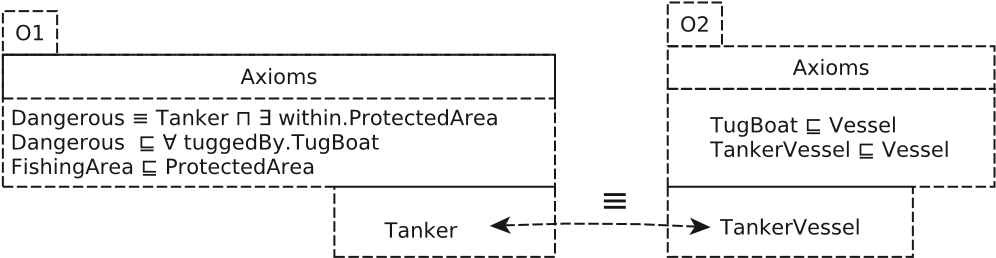 O1
Axioms
Dangerous ≡ Tanker ⊓ ∃ within.ProtectedArea
Dangerous ⊑ ∀ tuggedBy.TugBoat
FishingArea ⊑ ProtectedArea
Tanker
≡
O2
Axioms
TugBoat ⊑ Vessel
TankerVessel ⊑ Vessel
TankerVessel